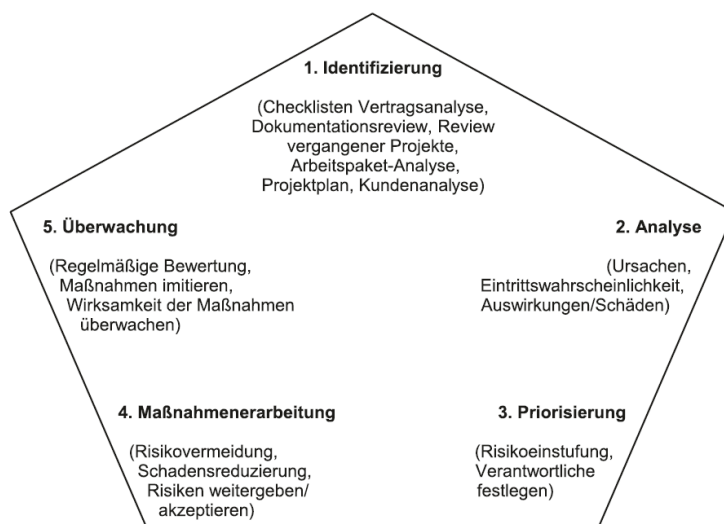 1. Identifizierung
(Checklisten Vertragsanalyse,
Dokumentationsreview, Review
vergangener Projekte,
Arbeitspaket-Analyse,
Projektplan, Kundenanalyse)
2. Analyse
(Ursachen,
Eintrittswahrscheinlichkeit,
Auswirkungen/Schäden)
3. Priorisierung
(Risikoeinstufung,
Verantwortliche
festlegen)
4. Maßnahmenerarbeitung
(Risikovermeidung,
Schadensreduzierung,
Risiken weitergeben/
akzeptieren)
5. Überwachung
(Regelmäßige Bewertung,
Maßnahmen imitieren,
Wirksamkeit der Maßnahmen
überwachen)